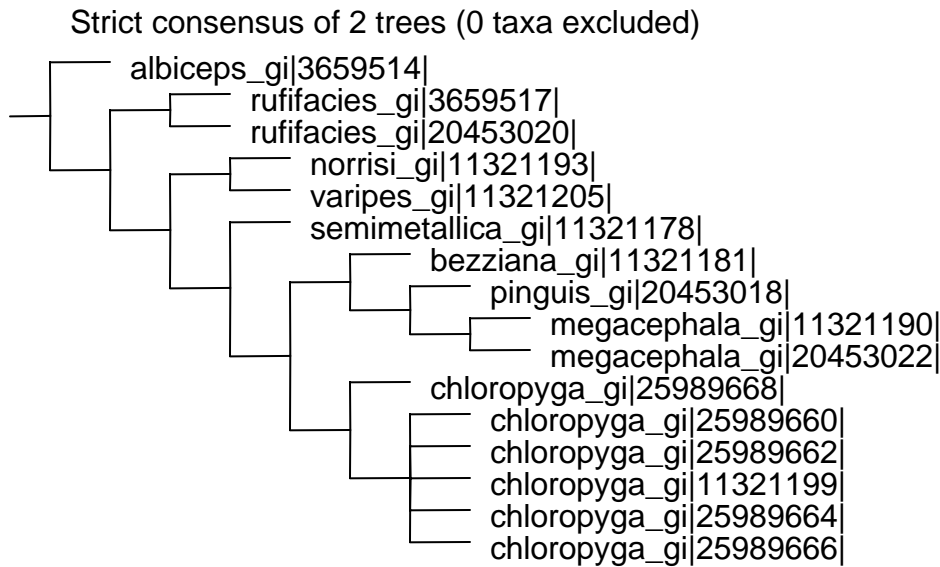 Strict consensus of 2 trees (0 taxa excluded)
albiceps_gi|3659514|
rufifacies_gi|3659517|
rufifacies_gi|20453020|
norrisi_gi|11321193|
varipes_gi|11321205|
semimetallica_gi|11321178|
bezziana_gi|11321181|
pinguis_gi|20453018|
megacephala_gi|11321190|
megacephala_gi|20453022|
chloropyga_gi|25989668|
chloropyga_gi|25989660|
chloropyga_gi|25989662|
chloropyga_gi|11321199|
chloropyga_gi|25989664|
chloropyga_gi|25989666|